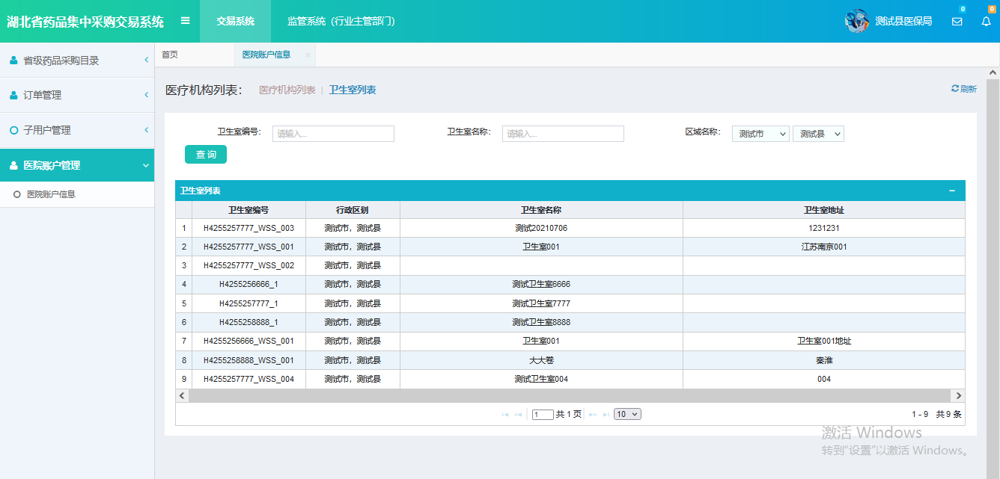 湖北省药品集中采购交易系统 交易系统 监管系统（行业主管部门） 测试县医保局 0 0
省级药品采购目录
订单管理
子用户管理
医院账户管理
医院账户信息
首页 医院账户信息
医疗机构列表： 医疗机构列表 | 卫生室列表 刷新
卫生室编号： 请输入... 卫生室名称： 请输入... 区域名称： 测试市 测试县
查 询
卫生室列表
卫生室编号 行政区划 卫生室名称 卫生室地址
1 H4255257777_WSS_003 测试市，测试县 测试20210706 1231231
2 H4255257777_WSS_001 测试市，测试县 卫生室001 江苏南京001
3 H4255257777_WSS_002 测试市，测试县
4 H4255256666_1 测试市，测试县 测试卫生室6666
5 H4255257777_1 测试市，测试县 测试卫生室7777
6 H4255258888_1 测试市，测试县 测试卫生室8888
7 H4255256666_WSS_001 测试市，测试县 卫生室001 卫生室001地址
8 H4255258888_WSS_001 测试市，测试县 大大卷 秦淮
9 H4255257777_WSS_004 测试市，测试县 测试卫生室004 004
1 共 1 页 10 1 - 9 共 9 条
激活 Windows
转到“设置”以激活 Windows。